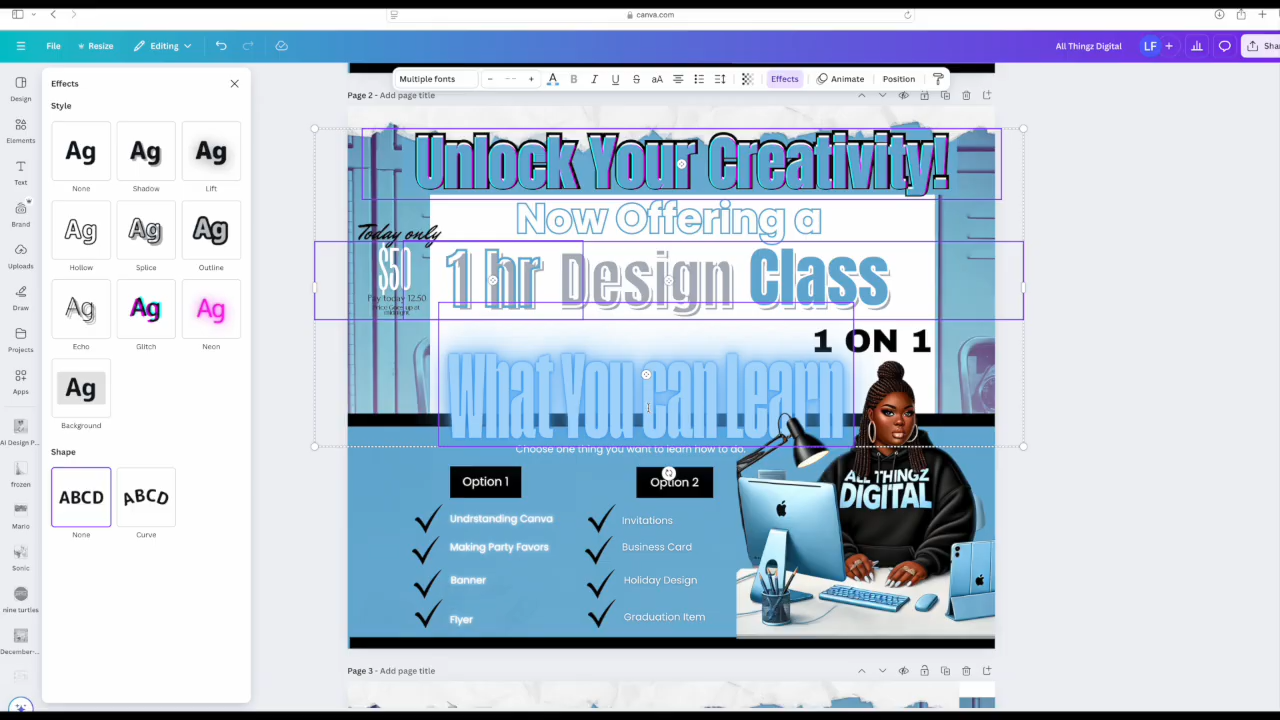 canva.com
File
Resize
Editing
All Thingz Digital
LF
Design
Elements
Text
Brand
Uploads
Draw
Projects
Apps
AI Design P...
frozen
Mario
Sonic
nine turtles
December-...
Effects
Style
Ag Ag Ag
None Shadow Lift
Ag Ag Ag
Hollow Splice Outline
Ag Ag Ag
Echo Glitch Neon
Ag
Background
Shape
ABCD ABCD
None Curve
Multiple fonts
A
B I U S aA
Effects
Animate
Position
Page 2 - Add page title
Unlock Your Creativity!
Now Offering a
Today only
$50
Pay today 12.50
1 hr Design Class
1 ON 1
What You can Learn
Choose one thing you want to learn how to do.
Option 1
Undrstanding Canva
Making Party Favors
Banner
Flyer
Option 2
Invitations
Business Card
Holiday Design
Graduation Item
ALL THINGZ
DIGITAL
Page 3 - Add page title